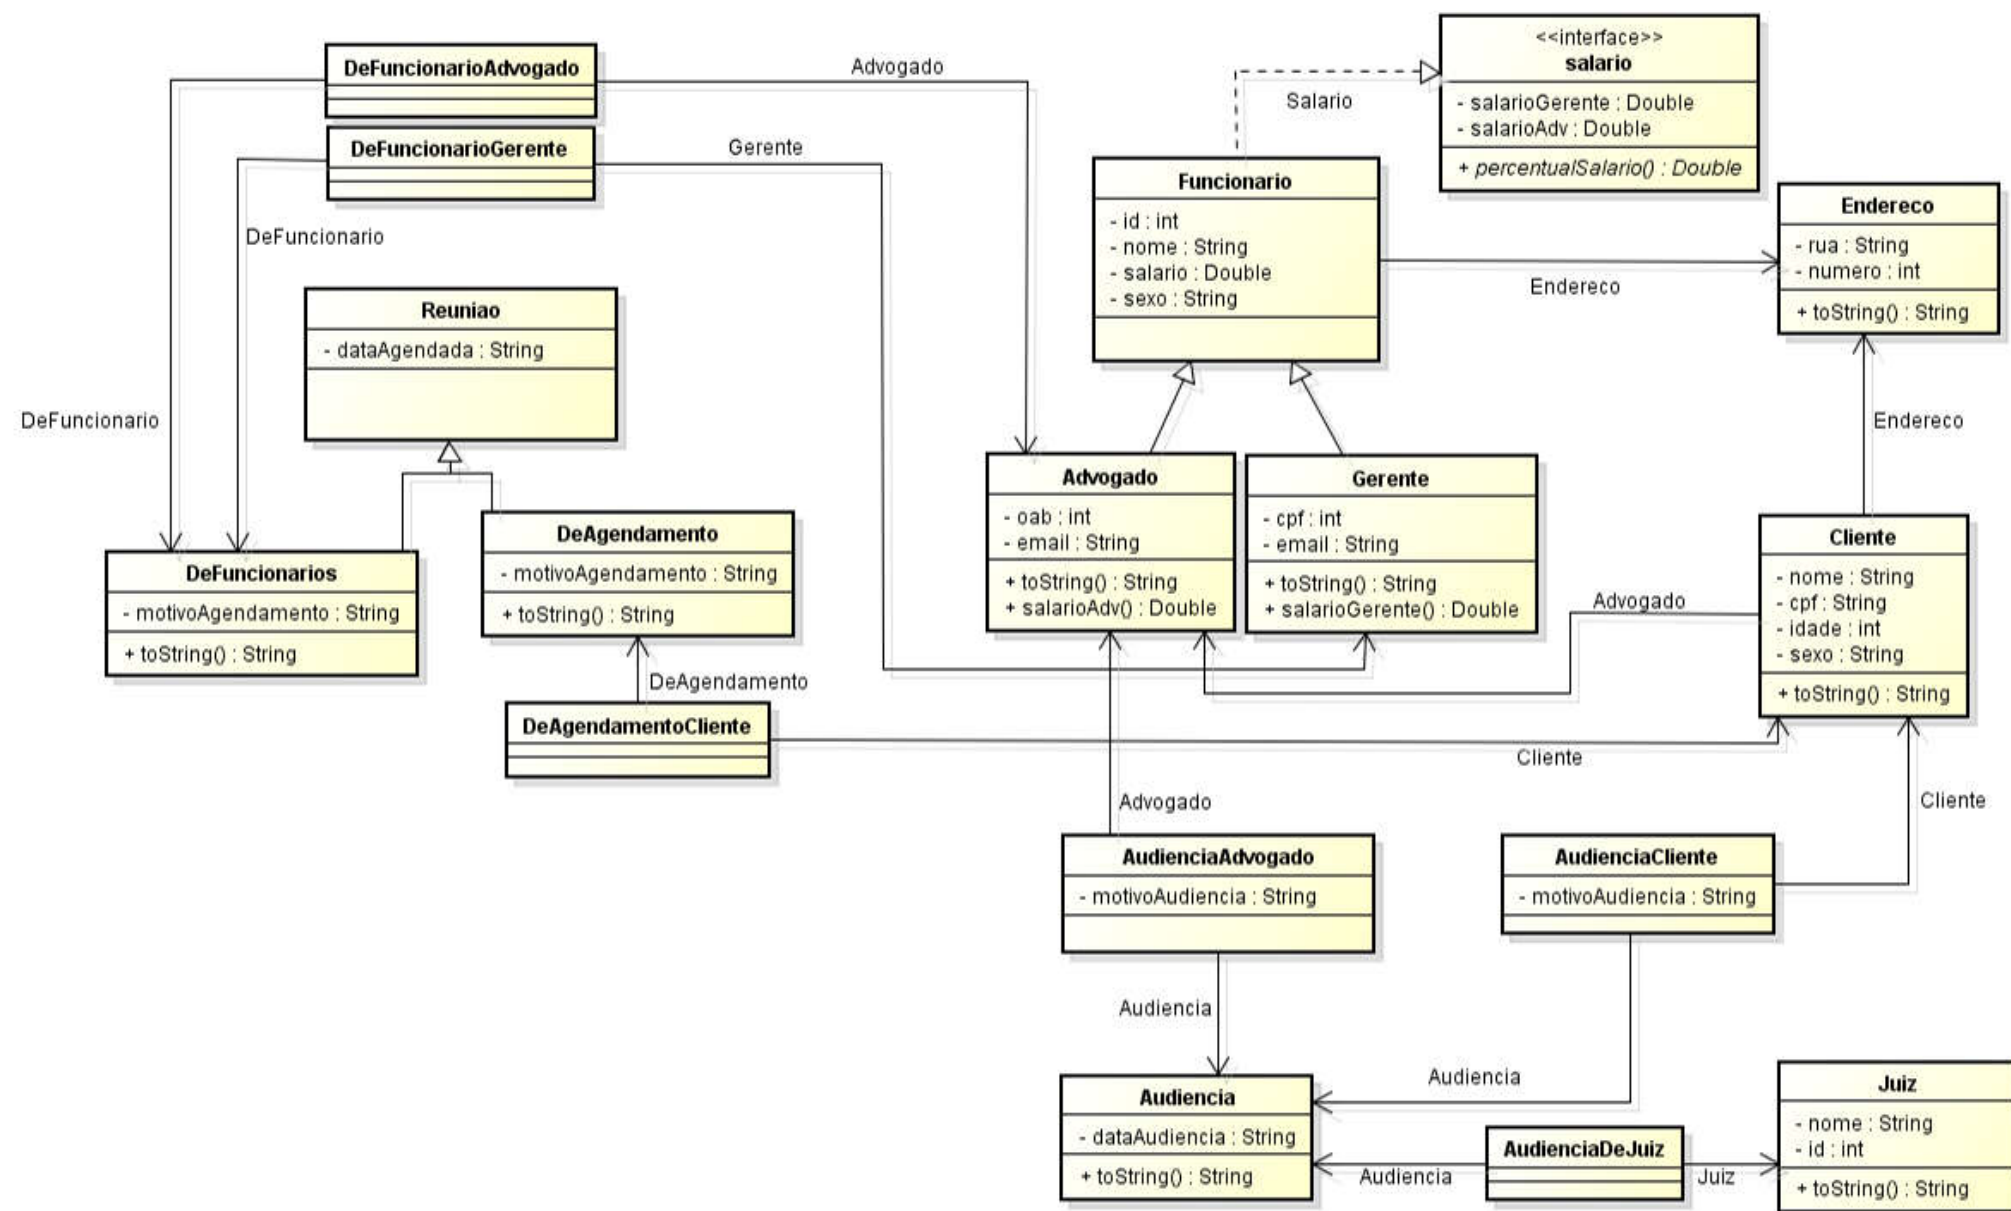 DeFuncionarioAdvogado
Advogado
DeFuncionarioGerente
Gerente
DeFuncionario
DeFuncionario
<<interface>>
salario
- salarioGerente : Double
- salarioAdv : Double
+ percentualSalario() : Double
Salario
Funcionario
- id : int
- nome : String
- salario : Double
- sexo : String
Endereco
Endereco
- rua : String
- numero : int
+ toString() : String
Endereco
Reuniao
- dataAgendada : String
DeFuncionarios
- motivoAgendamento : String
+ toString() : String
DeAgendamento
- motivoAgendamento : String
+ toString() : String
DeAgendamento
DeAgendamentoCliente
Cliente
Advogado
- oab : int
- email : String
+ toString() : String
+ salarioAdv() : Double
Gerente
- cpf : int
- email : String
+ toString() : String
+ salarioGerente() : Double
Advogado
Cliente
- nome : String
- cpf : String
- idade : int
- sexo : String
+ toString() : String
Advogado
Cliente
AudienciaAdvogado
- motivoAudiencia : String
AudienciaCliente
- motivoAudiencia : String
Audiencia
Audiencia
Audiencia
- dataAudiencia : String
+ toString() : String
Audiencia
AudienciaDeJuiz
Juiz
Juiz
- nome : String
- id : int
+ toString() : String